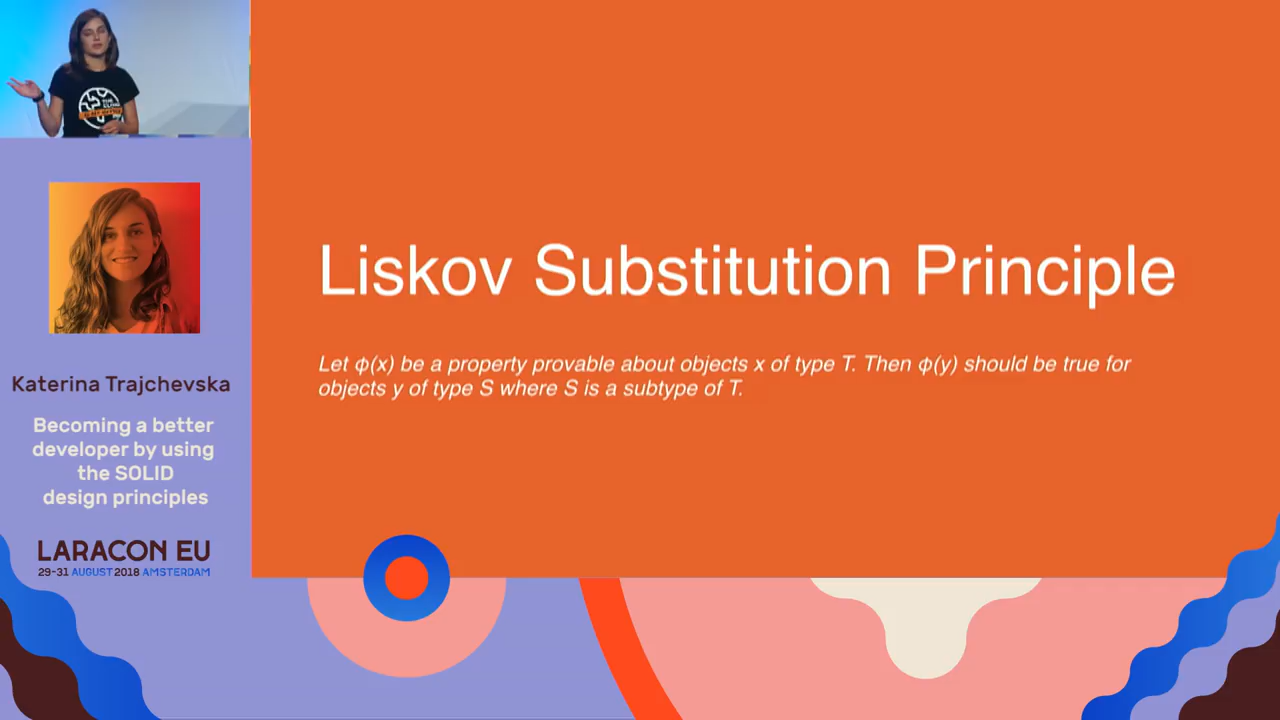 Liskov Substitution Principle
Let ϕ(x) be a property provable about objects x of type T. Then ϕ(y) should be true for
objects y of type S where S is a subtype of T.
Katerina Trajchevska
Becoming a better
developer by using
the SOLID
design principles
LARACON EU
29-31 AUGUST 2018 AMSTERDAM